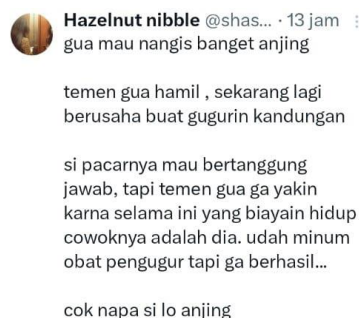 Hazelnut nibble @shas... · 13 jam
gua mau nangis banget anjing
temen gua hamil , sekarang lagi
berusaha buat gugurin kandungan
si pacarnya mau bertanggung
jawab, tapi temen gua ga yakin
karna selama ini yang biayain hidup
cowoknya adalah dia. udah minum
obat pengugur tapi ga berhasil...
cok napa si lo anjing